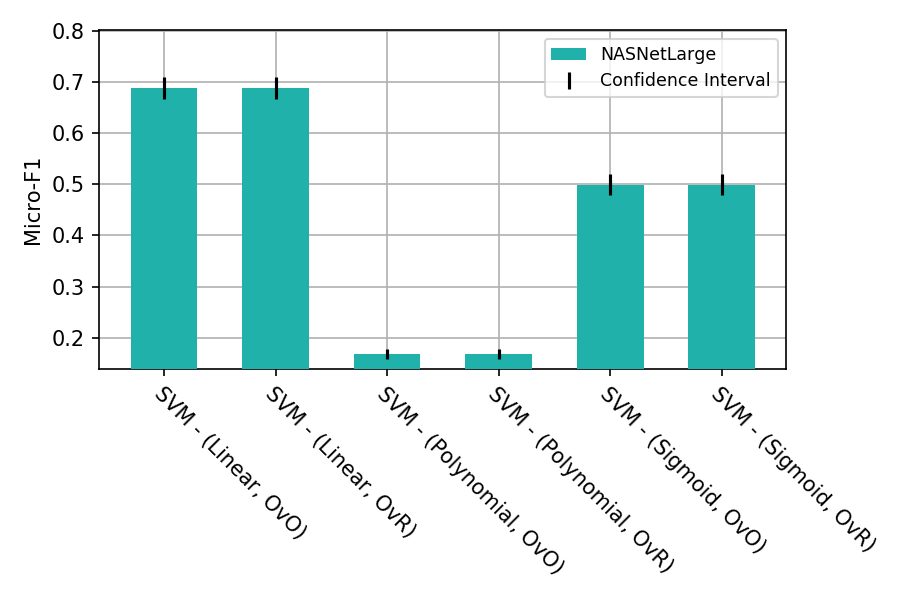 0.8
0.7
0.6
0.5
0.4
0.3
0.2
Micro-F1
NASNetLarge
Confidence Interval
SVM - (Linear, OvO)
SVM - (Linear, OvR)
SVM - (Polynomial, OvO)
SVM - (Polynomial, OvR)
SVM - (Sigmoid, OvO)
SVM - (Sigmoid, OvR)